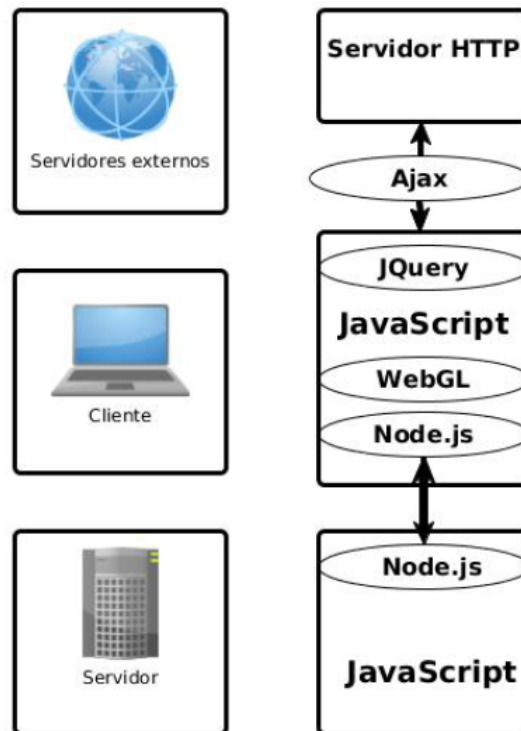 Servidores externos
Servidor HTTP
Ajax
Cliente
JQuery
JavaScript
WebGL
Node.js
Servidor
Node.js
JavaScript